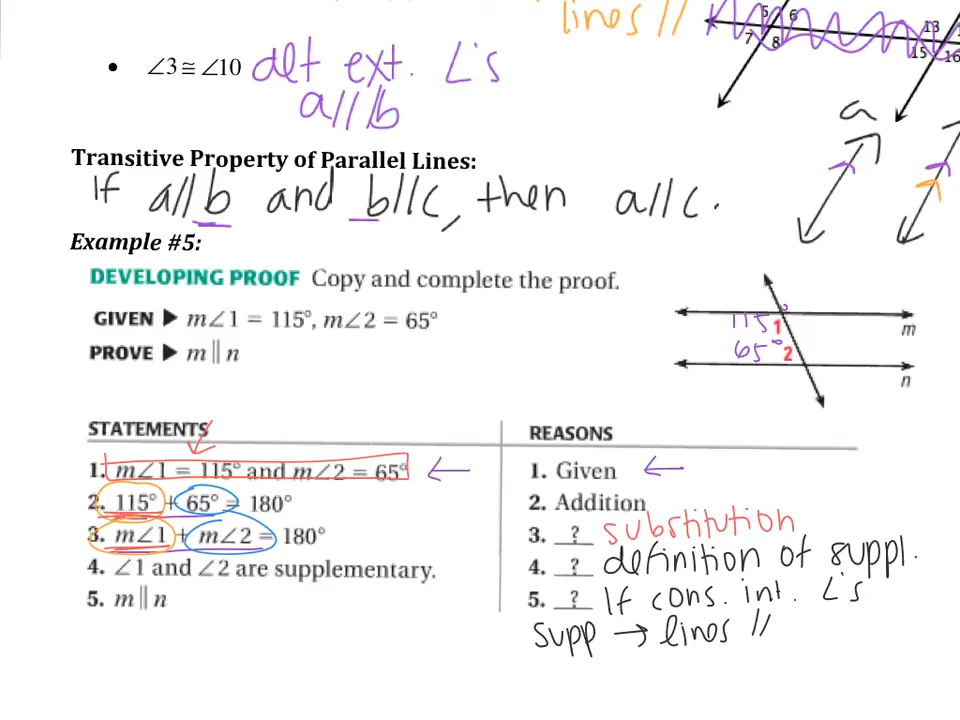 lines //
5 6
7 8
13
15 16
• ∠3 ≅ ∠10 alt ext. ∠'s
a // b
a
Transitive Property of Parallel Lines:
If a//b and b//c, then a//c.
Example #5:
DEVELOPING PROOF Copy and complete the proof.
GIVEN ▶ m∠1 = 115°, m∠2 = 65°
PROVE ▶ m ∥ n
115° 1
m
65° 2
n
STATEMENTS
1. m∠1 = 115° and m∠2 = 65°
2. 115° + 65° = 180°
3. m∠1 + m∠2 = 180°
4. ∠1 and ∠2 are supplementary.
5. m ∥ n
REASONS
1. Given
2. Addition
3. ? substitution
4. ? definition of suppl.
5. ? If cons. int. ∠'s
supp → lines //